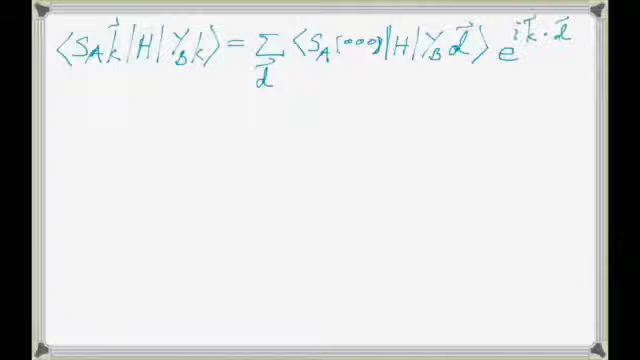 ⟨S_A k⃗|H|Y_B k⟩ = Σ_d⃗ ⟨S_A(000)|H|Y_B d⃗⟩ e^{i k⃗·d⃗}